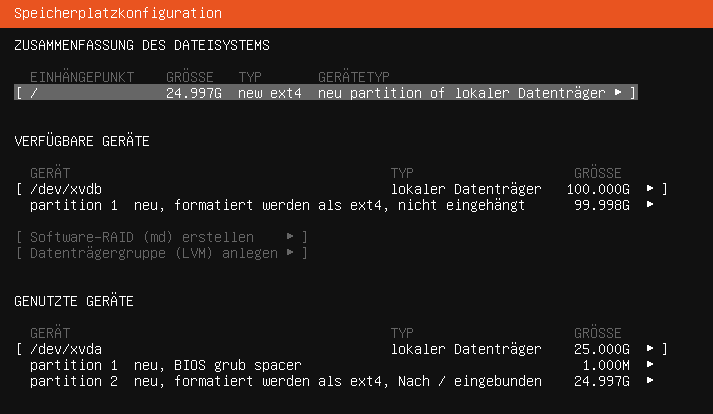 Speicherplatzkonfiguration
ZUSAMMENFASSUNG DES DATEISYSTEMS
EINHÄNGEPUNKT GRÖSSE TYP GERÄTETYP
[ / 24.997G new ext4 neu partition of lokaler Datenträger ▸ ]
VERFÜGBARE GERÄTE
GERÄT TYP GRÖSSE
[ /dev/xvdb lokaler Datenträger 100.000G ▸ ]
partition 1 neu, formatiert werden als ext4, nicht eingehängt 99.998G ▸
[ Software-RAID (md) erstellen ▸ ]
[ Datenträgergruppe (LVM) anlegen ▸ ]
GENUTZTE GERÄTE
GERÄT TYP GRÖSSE
[ /dev/xvda lokaler Datenträger 25.000G ▸ ]
partition 1 neu, BIOS grub spacer 1.000M ▸
partition 2 neu, formatiert werden als ext4, Nach / eingebunden 24.997G ▸